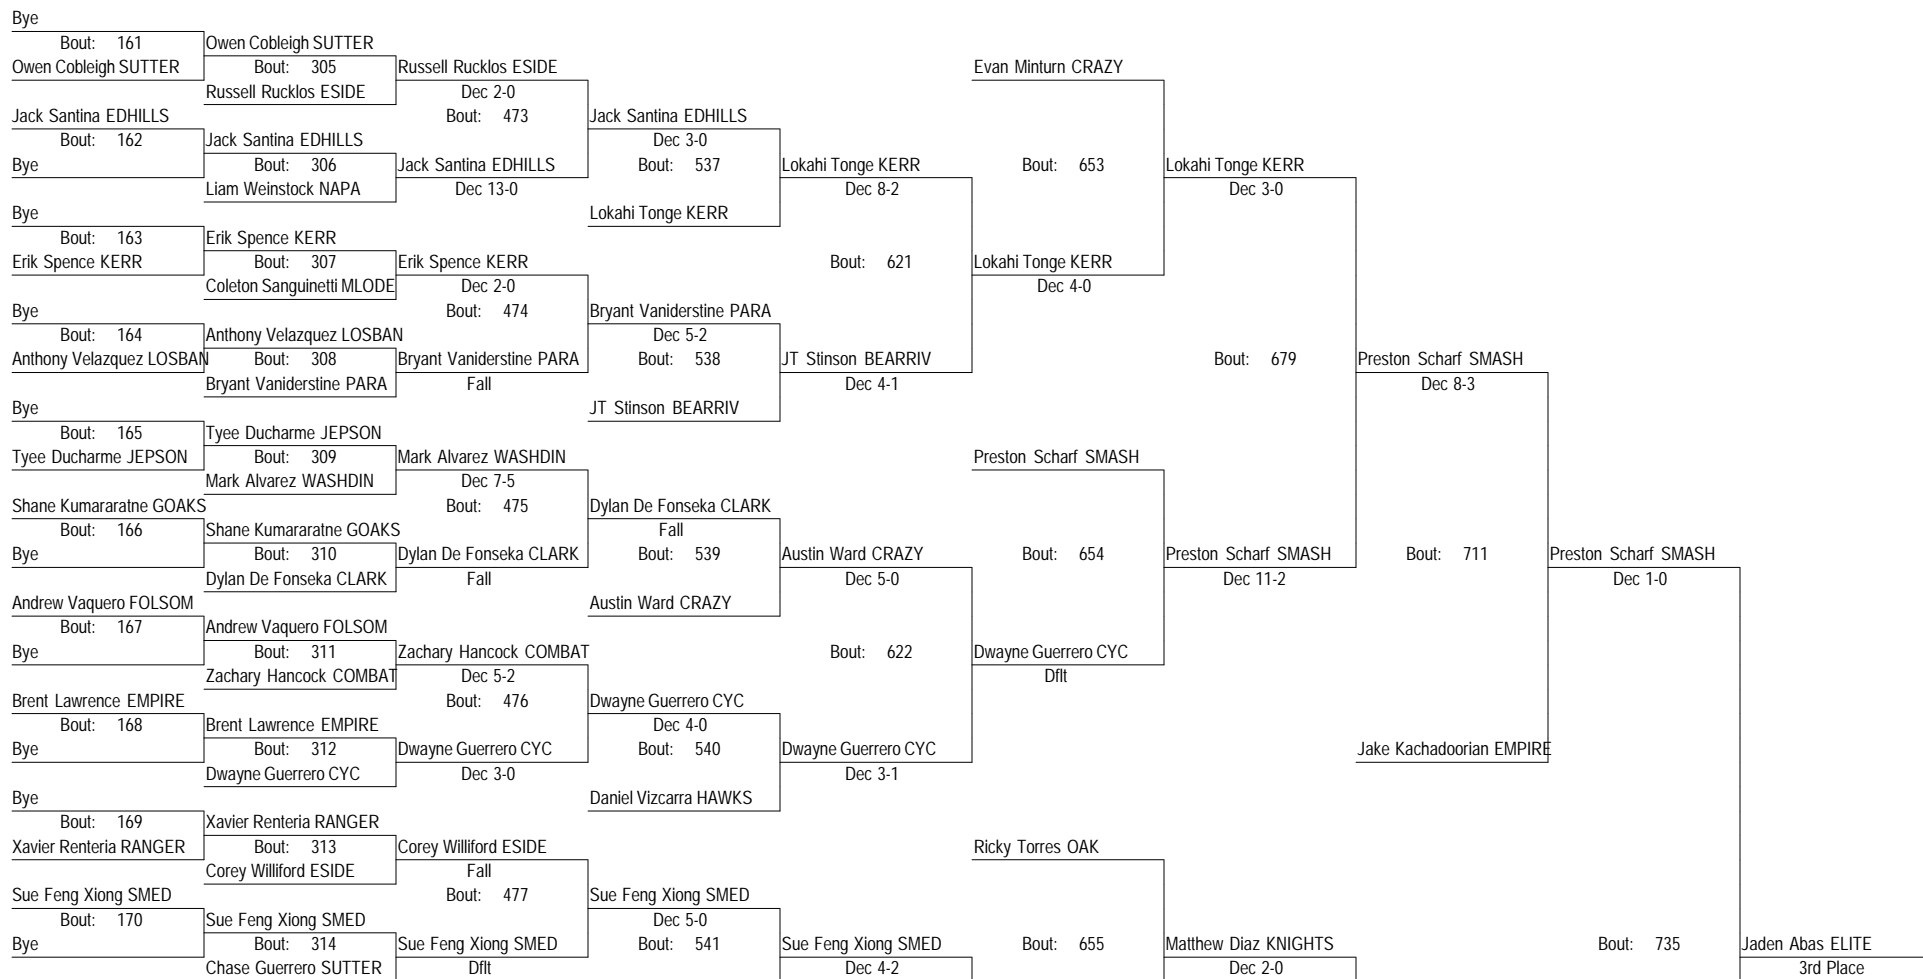 Bye
Bout: 161 Owen Cobleigh SUTTER
Owen Cobleigh SUTTER Bout: 305 Russell Rucklos ESIDE Evan Minturn CRAZY
Russell Rucklos ESIDE Dec 2-0
Jack Santina EDHILLS Bout: 473 Jack Santina EDHILLS
Bout: 162 Jack Santina EDHILLS Dec 3-0
Bye Bout: 306 Jack Santina EDHILLS Bout: 537 Lokahi Tonge KERR Bout: 653 Lokahi Tonge KERR
Liam Weinstock NAPA Dec 13-0 Dec 8-2 Dec 3-0
Bye Lokahi Tonge KERR
Bout: 163 Erik Spence KERR
Erik Spence KERR Bout: 307 Erik Spence KERR Bout: 621 Lokahi Tonge KERR
Coleton Sanguinetti MLODE Dec 2-0 Dec 4-0
Bye Bout: 474 Bryant Vaniderstine PARA
Bout: 164 Anthony Velazquez LOSBAN Dec 5-2
Anthony Velazquez LOSBAN Bout: 308 Bryant Vaniderstine PARA Bout: 538 JT Stinson BEARRIV Bout: 679 Preston Scharf SMASH
Bryant Vaniderstine PARA Fall Dec 4-1 Dec 8-3
Bye JT Stinson BEARRIV
Bout: 165 Tyee Ducharme JEPSON
Tyee Ducharme JEPSON Bout: 309 Mark Alvarez WASHDIN Preston Scharf SMASH
Mark Alvarez WASHDIN Dec 7-5
Shane Kumararatne GOAKS Bout: 475 Dylan De Fonseka CLARK
Bout: 166 Shane Kumararatne GOAKS Fall
Bye Bout: 310 Dylan De Fonseka CLARK Bout: 539 Austin Ward CRAZY Bout: 654 Preston Scharf SMASH Bout: 711 Preston Scharf SMASH
Dylan De Fonseka CLARK Fall Dec 5-0 Dec 11-2 Dec 1-0
Andrew Vaquero FOLSOM Austin Ward CRAZY
Bout: 167 Andrew Vaquero FOLSOM
Bye Bout: 311 Zachary Hancock COMBAT Bout: 622 Dwayne Guerrero CYC
Zachary Hancock COMBAT Dec 5-2 Dflt
Brent Lawrence EMPIRE Bout: 476 Dwayne Guerrero CYC
Bout: 168 Brent Lawrence EMPIRE Dec 4-0
Bye Bout: 312 Dwayne Guerrero CYC Bout: 540 Dwayne Guerrero CYC Jake Kachadoorian EMPIRE
Dwayne Guerrero CYC Dec 3-0 Dec 3-1
Bye Daniel Vizcarra HAWKS
Bout: 169 Xavier Renteria RANGER
Xavier Renteria RANGER Bout: 313 Corey Williford ESIDE Ricky Torres OAK
Corey Williford ESIDE Fall
Sue Feng Xiong SMED Bout: 477 Sue Feng Xiong SMED
Bout: 170 Sue Feng Xiong SMED Dec 5-0
Bye Bout: 314 Sue Feng Xiong SMED Bout: 541 Sue Feng Xiong SMED Bout: 655 Matthew Diaz KNIGHTS Bout: 735 Jaden Abas ELITE
Chase Guerrero SUTTER Dflt Dec 4-2 Dec 2-0 3rd Place